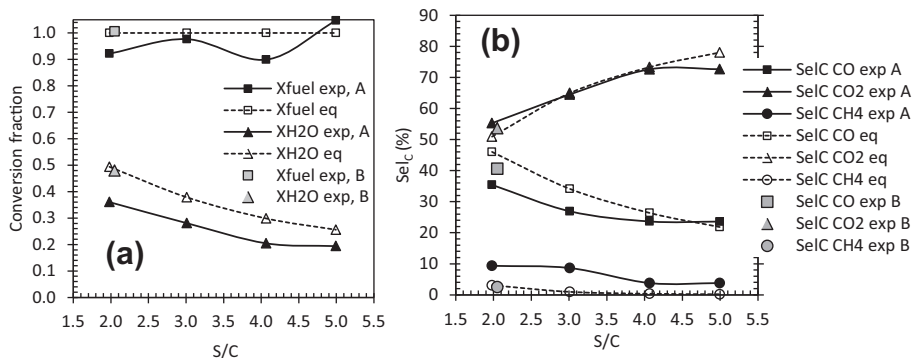 1.0
0.9
0.8
0.7
0.6
0.5
0.4
0.3
0.2
0.1
0.0
Conversion fraction
1.5 2.0 2.5 3.0 3.5 4.0 4.5 5.0 5.5
S/C
(a)
Xfuel exp, A
Xfuel eq
XH2O exp, A
XH2O eq
Xfuel exp, B
XH2O exp, B
90
80
70
60
50
40
30
20
10
0
SelC (%)
1.5 2.0 2.5 3.0 3.5 4.0 4.5 5.0 5.5
S/C
(b)
SelC CO exp A
SelC CO2 exp A
SelC CH4 exp A
SelC CO eq
SelC CO2 eq
SelC CH4 eq
SelC CO exp B
SelC CO2 exp B
SelC CH4 exp B